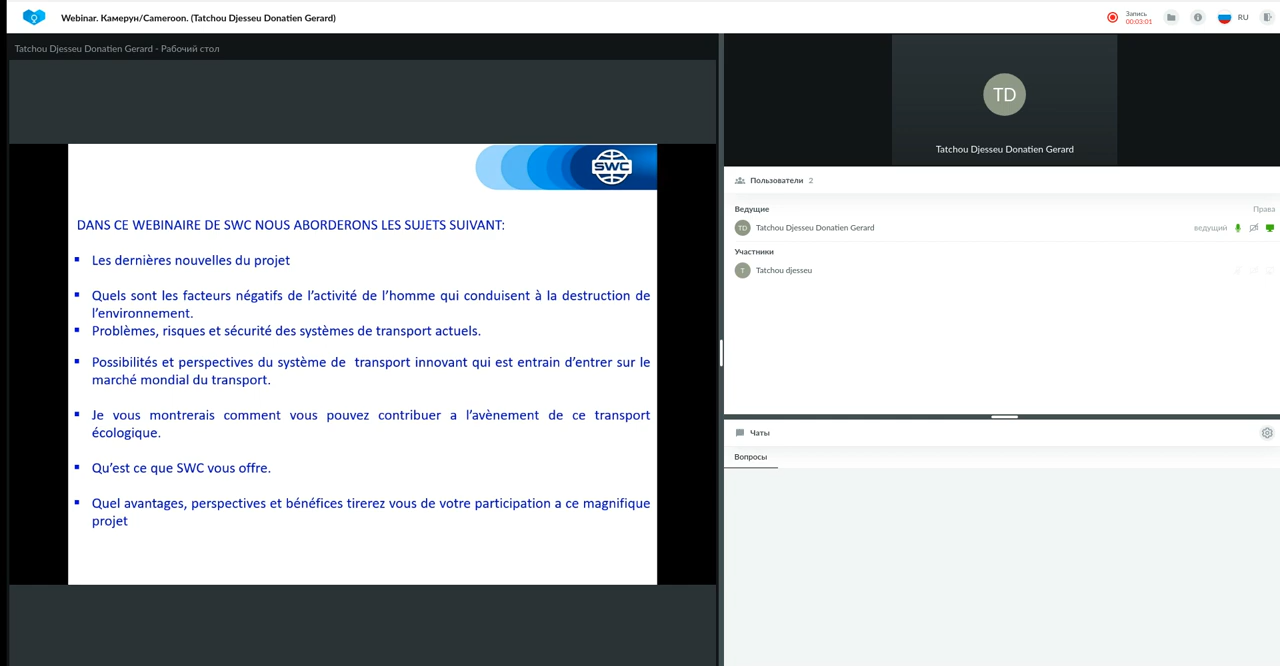 Webinar. Камерун/Cameroon. (Tatchou Djesseu Donatien Gerard)
Запись
00:03:01
RU
Tatchou Djesseu Donatien Gerard - Рабочий стол
SWC
DANS CE WEBINAIRE DE SWC NOUS ABORDERONS LES SUJETS SUIVANT:
▪ Les dernières nouvelles du projet
▪ Quels sont les facteurs négatifs de l’activité de l’homme qui conduisent à la destruction de
l’environnement.
▪ Problèmes, risques et sécurité des systèmes de transport actuels.
▪ Possibilités et perspectives du système de transport innovant qui est entrain d’entrer sur le
marché mondial du transport.
▪ Je vous montrerais comment vous pouvez contribuer a l’avènement de ce transport
écologique.
▪ Qu’est ce que SWC vous offre.
▪ Quel avantages, perspectives et bénéfices tirerez vous de votre participation a ce magnifique
projet
TD
Tatchou Djesseu Donatien Gerard
Пользователи 2
Ведущие Права
TD Tatchou Djesseu Donatien Gerard ведущий
Участники
T Tatchou djesseu
Чаты
Вопросы